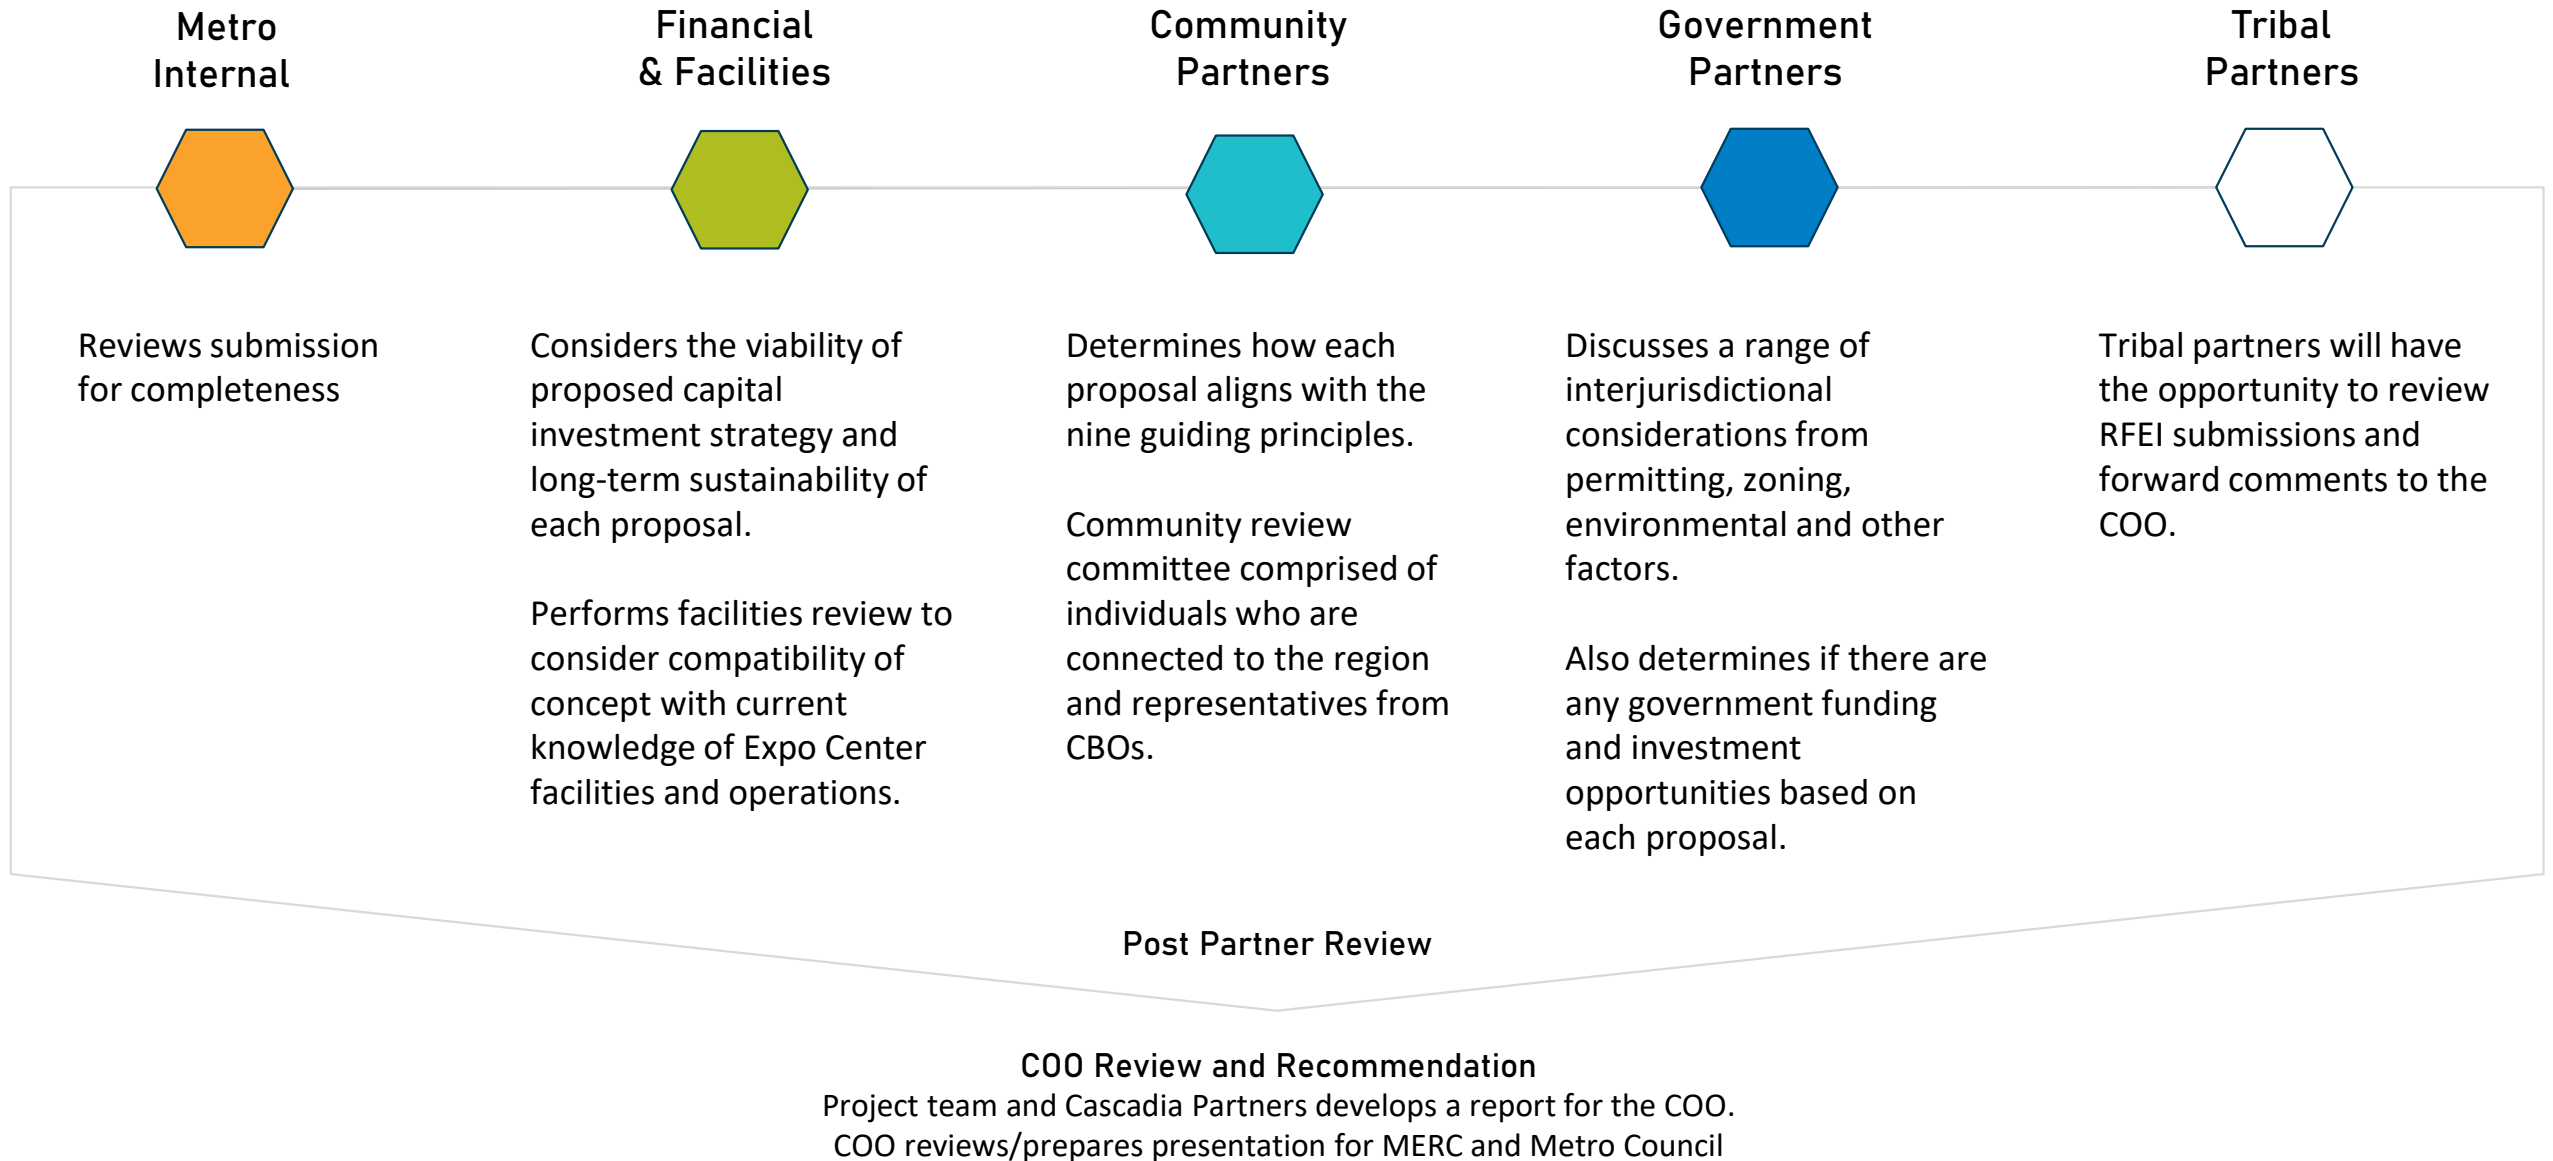 Metro
Internal
Financial
& Facilities
Community
Partners
Government
Partners
Tribal
Partners
Reviews submission
for completeness
Considers the viability of
proposed capital
investment strategy and
long-term sustainability of
each proposal.
Performs facilities review to
consider compatibility of
concept with current
knowledge of Expo Center
facilities and operations.
Determines how each
proposal aligns with the
nine guiding principles.
Community review
committee comprised of
individuals who are
connected to the region
and representatives from
CBOs.
Discusses a range of
interjurisdictional
considerations from
permitting, zoning,
environmental and other
factors.
Also determines if there are
any government funding
and investment
opportunities based on
each proposal.
Tribal partners will have
the opportunity to review
RFEI submissions and
forward comments to the
COO.
Post Partner Review
COO Review and Recommendation
Project team and Cascadia Partners develops a report for the COO.
COO reviews/prepares presentation for MERC and Metro Council